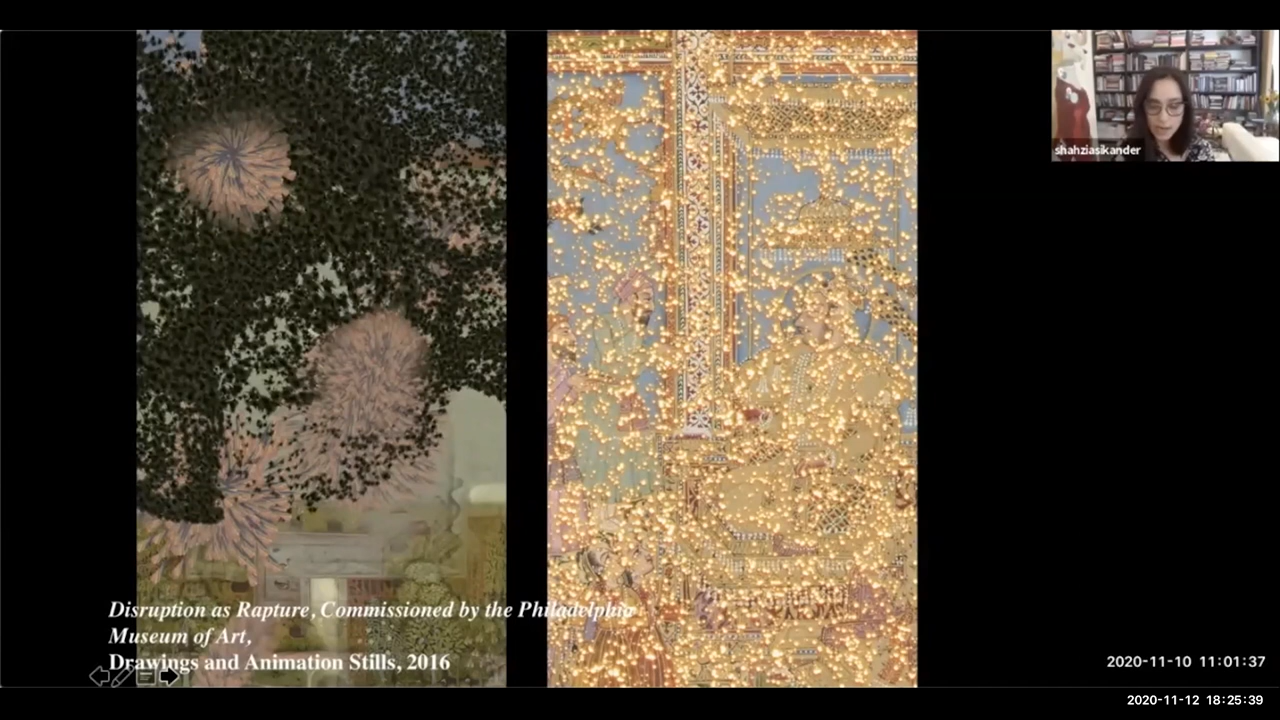 shahziasikander
Disruption as Rapture, Commissioned by the Philadelphia
Museum of Art,
Drawings and Animation Stills, 2016
2020-11-10 11:01:37
2020-11-12 18:25:39